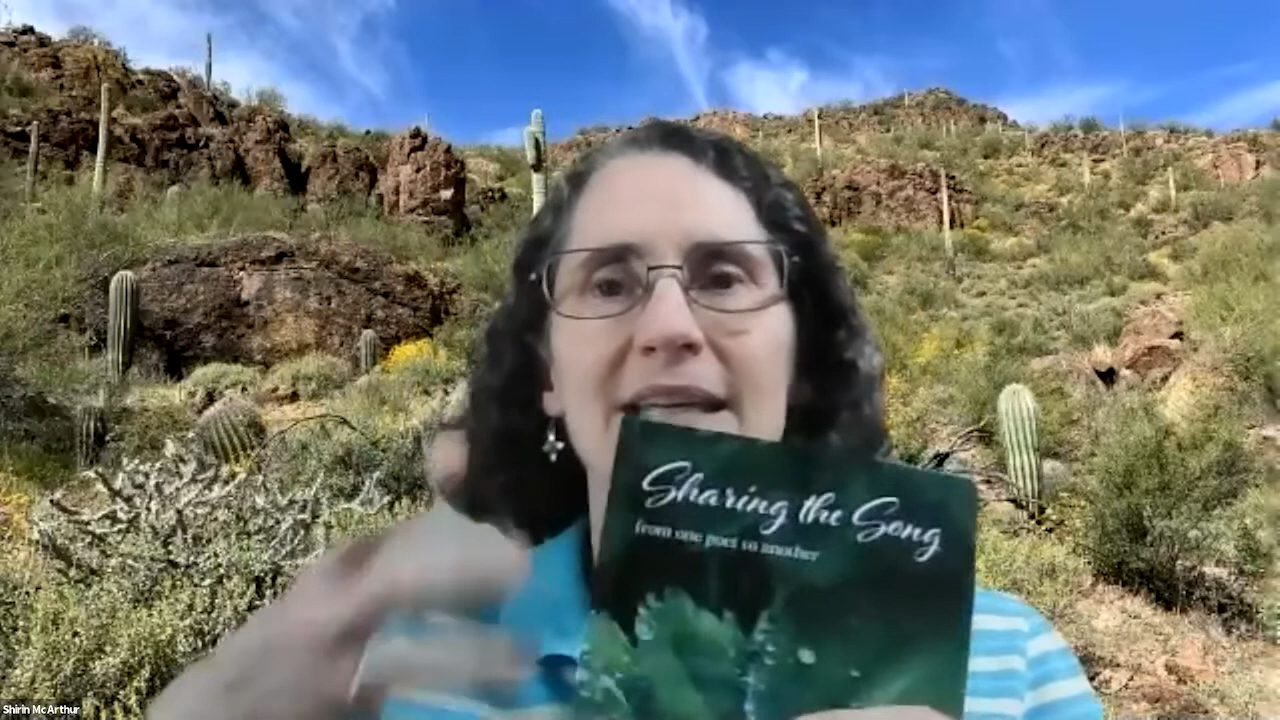 Sharing the Song
from one poet to another
Shirin McArthur